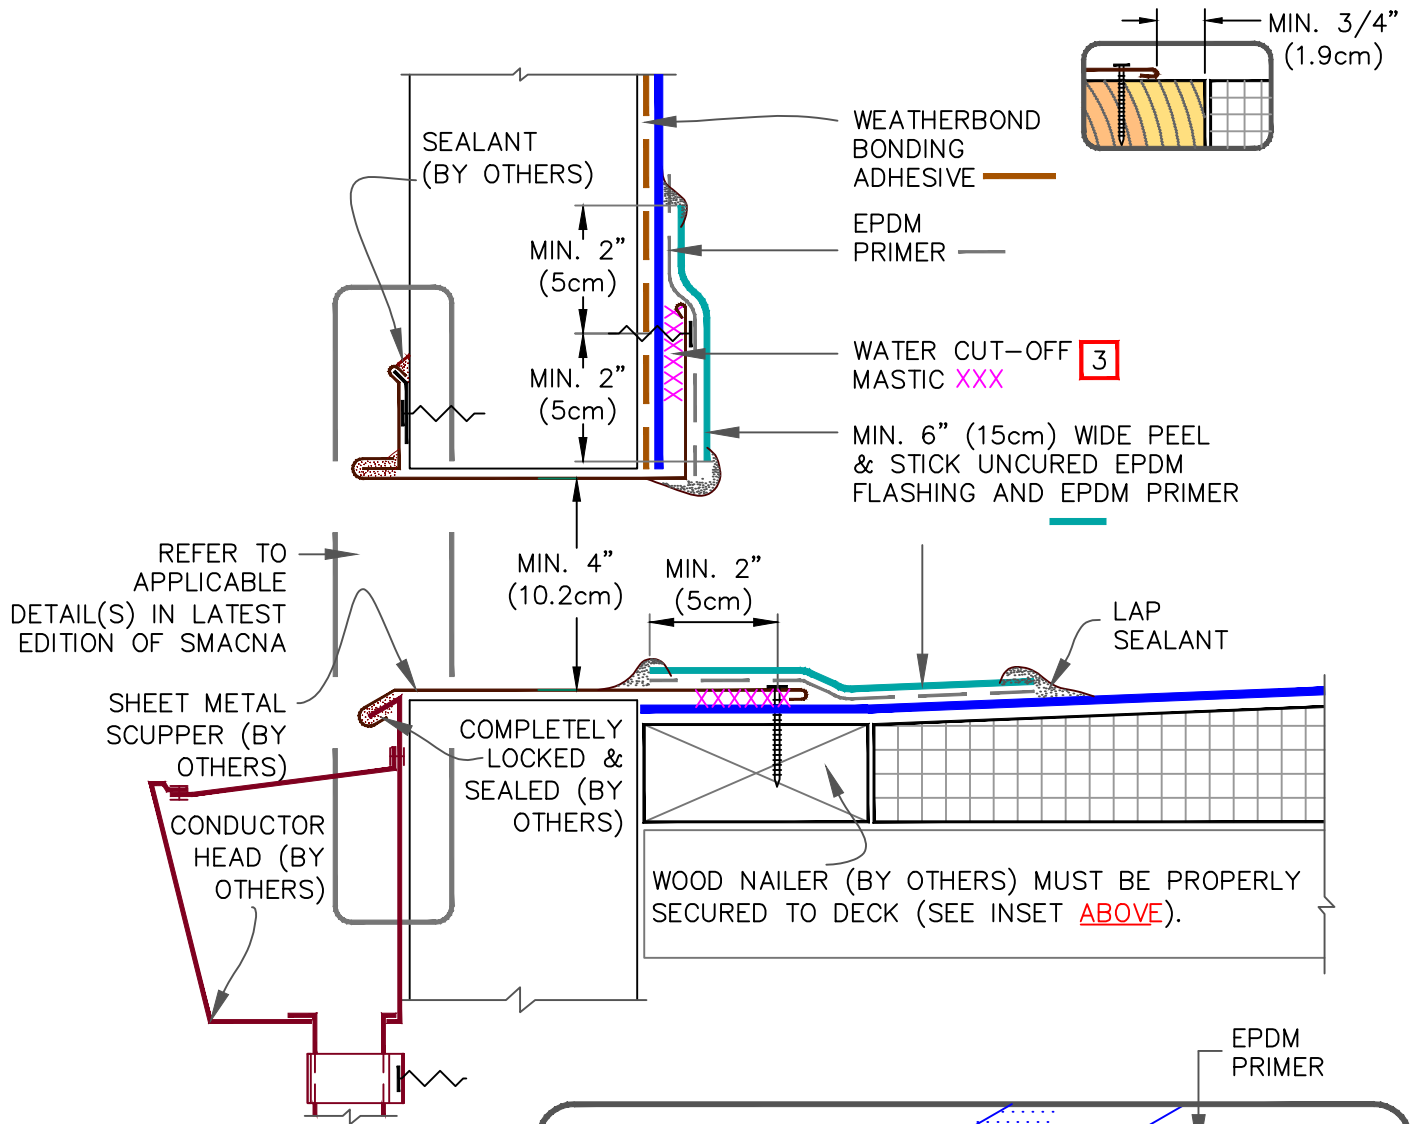 MIN. 3/4”
(1.9cm)
SEALANT
(BY OTHERS)
WEATHERBOND
BONDING
ADHESIVE
EPDM
PRIMER
MIN. 2”
(5cm)
WATER CUT-OFF 3
MASTIC XXX
MIN. 2”
(5cm)
MIN. 6” (15cm) WIDE PEEL
& STICK UNCURED EPDM
FLASHING AND EPDM PRIMER
REFER TO
APPLICABLE
DETAIL(S) IN LATEST
EDITION OF SMACNA
MIN. 4”
(10.2cm)
MIN. 2”
(5cm)
LAP
SEALANT
SHEET METAL
SCUPPER (BY
OTHERS)
COMPLETELY
LOCKED &
SEALED (BY
OTHERS)
CONDUCTOR
HEAD (BY
OTHERS)
WOOD NAILER (BY OTHERS) MUST BE PROPERLY
SECURED TO DECK (SEE INSET ABOVE).
EPDM
PRIMER